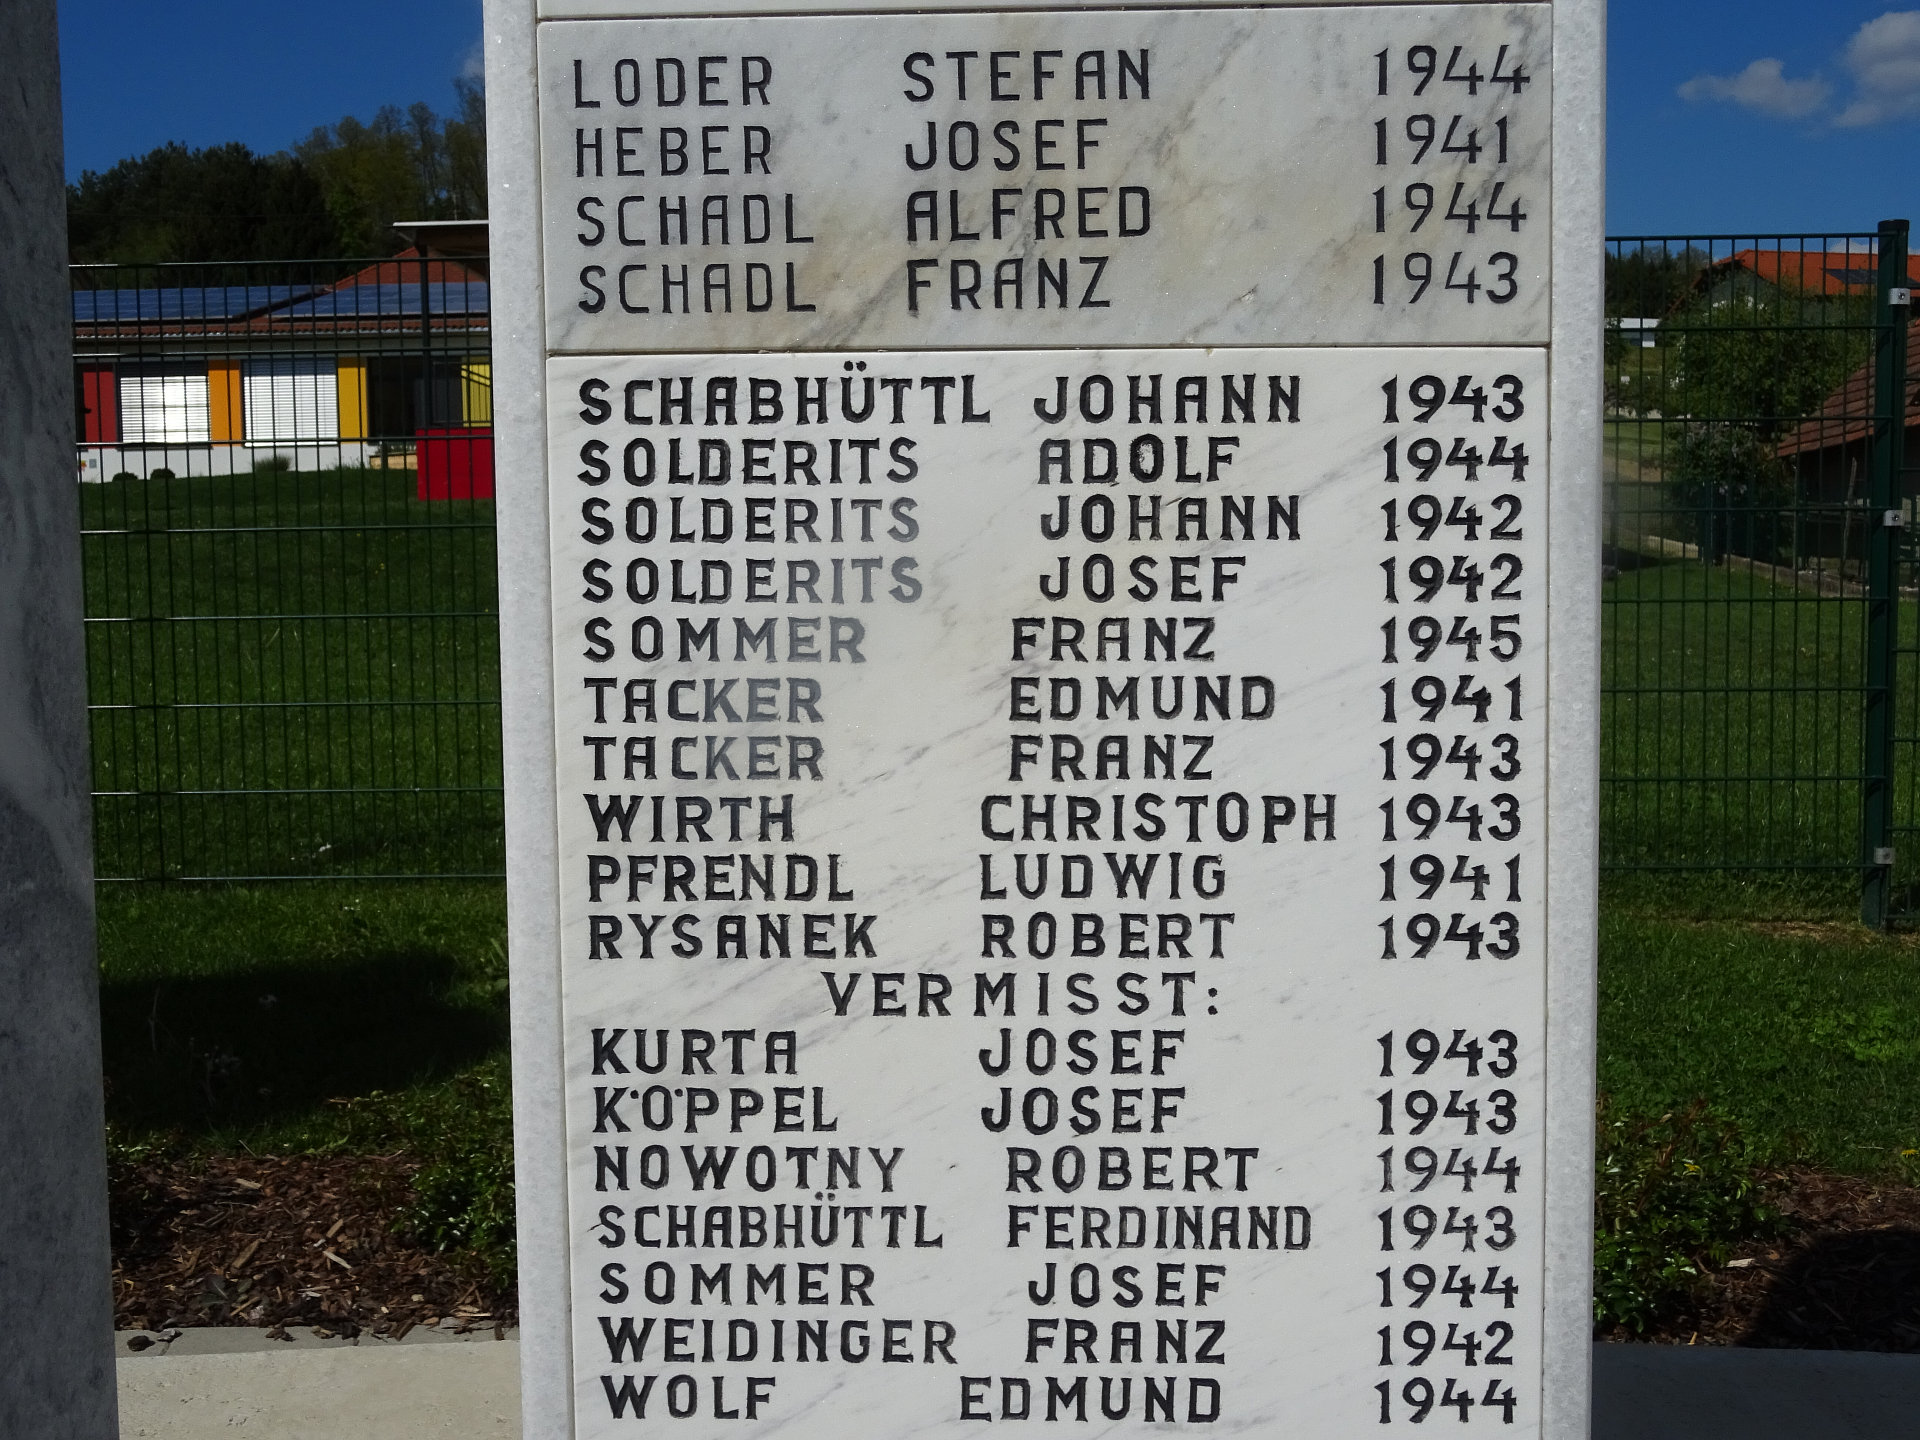 LODER STEFAN 1944
HEBER JOSEF 1941
SCHADL ALFRED 1944
SCHADL FRANZ 1943
SCHABHÜTTL JOHANN 1943
SOLDERITS ADOLF 1944
SOLDERITS JOHANN 1942
SOLDERITS JOSEF 1942
SOMMER FRANZ 1945
TACKER EDMUND 1941
TACKER FRANZ 1943
WIRTH CHRISTOPH 1943
PFRENDL LUDWIG 1941
RYSANEK ROBERT 1943
VERMISST:
KURTA JOSEF 1943
KÖPPEL JOSEF 1943
NOWOTNY ROBERT 1944
SCHABHÜTTL FERDINAND 1943
SOMMER JOSEF 1944
WEIDINGER FRANZ 1942
WOLF EDMUND 1944